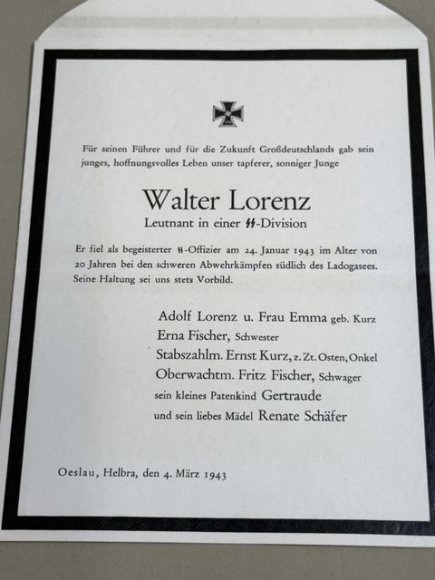 Für seinen Führer und für die Zukunft Großdeutschlands gab sein
junges, hoffnungsvolles Leben unser tapferer, sonniger Junge
Walter Lorenz
Leutnant in einer ᛋᛋ-Division
Er fiel als begeisterter ᛋᛋ-Offizier am 24. Januar 1943 im Alter von
20 Jahren bei den schweren Abwehrkämpfen südlich des Ladogasees.
Seine Haltung sei uns stets Vorbild.
Adolf Lorenz u. Frau Emma geb. Kurz
Erna Fischer, Schwester
Stabszahlm. Ernst Kurz, z. Zt. Osten, Onkel
Oberwachtm. Fritz Fischer, Schwager
sein kleines Patenkind Gertraude
und sein liebes Mädel Renate Schäfer
Oeslau, Helbra, den 4. März 1943